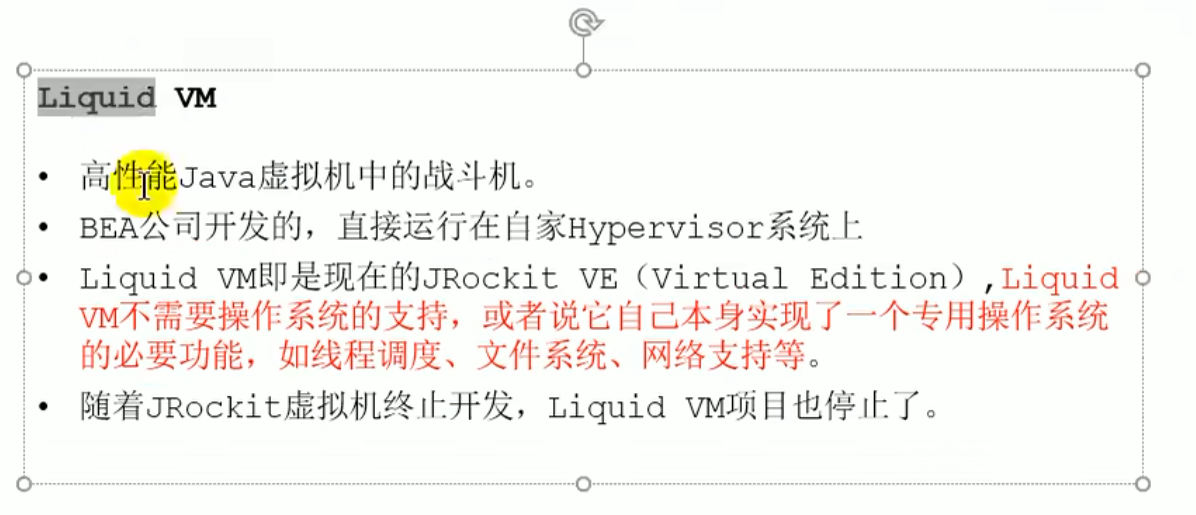 Liquid VM
• 高性能Java虚拟机中的战斗机。
• BEA公司开发的，直接运行在自家Hypervisor系统上
• Liquid VM即是现在的JRockit VE（Virtual Edition）,Liquid
VM不需要操作系统的支持，或者说它自己本身实现了一个专用操作系统
的必要功能，如线程调度、文件系统、网络支持等。
• 随着JRockit虚拟机终止开发，Liquid VM项目也停止了。